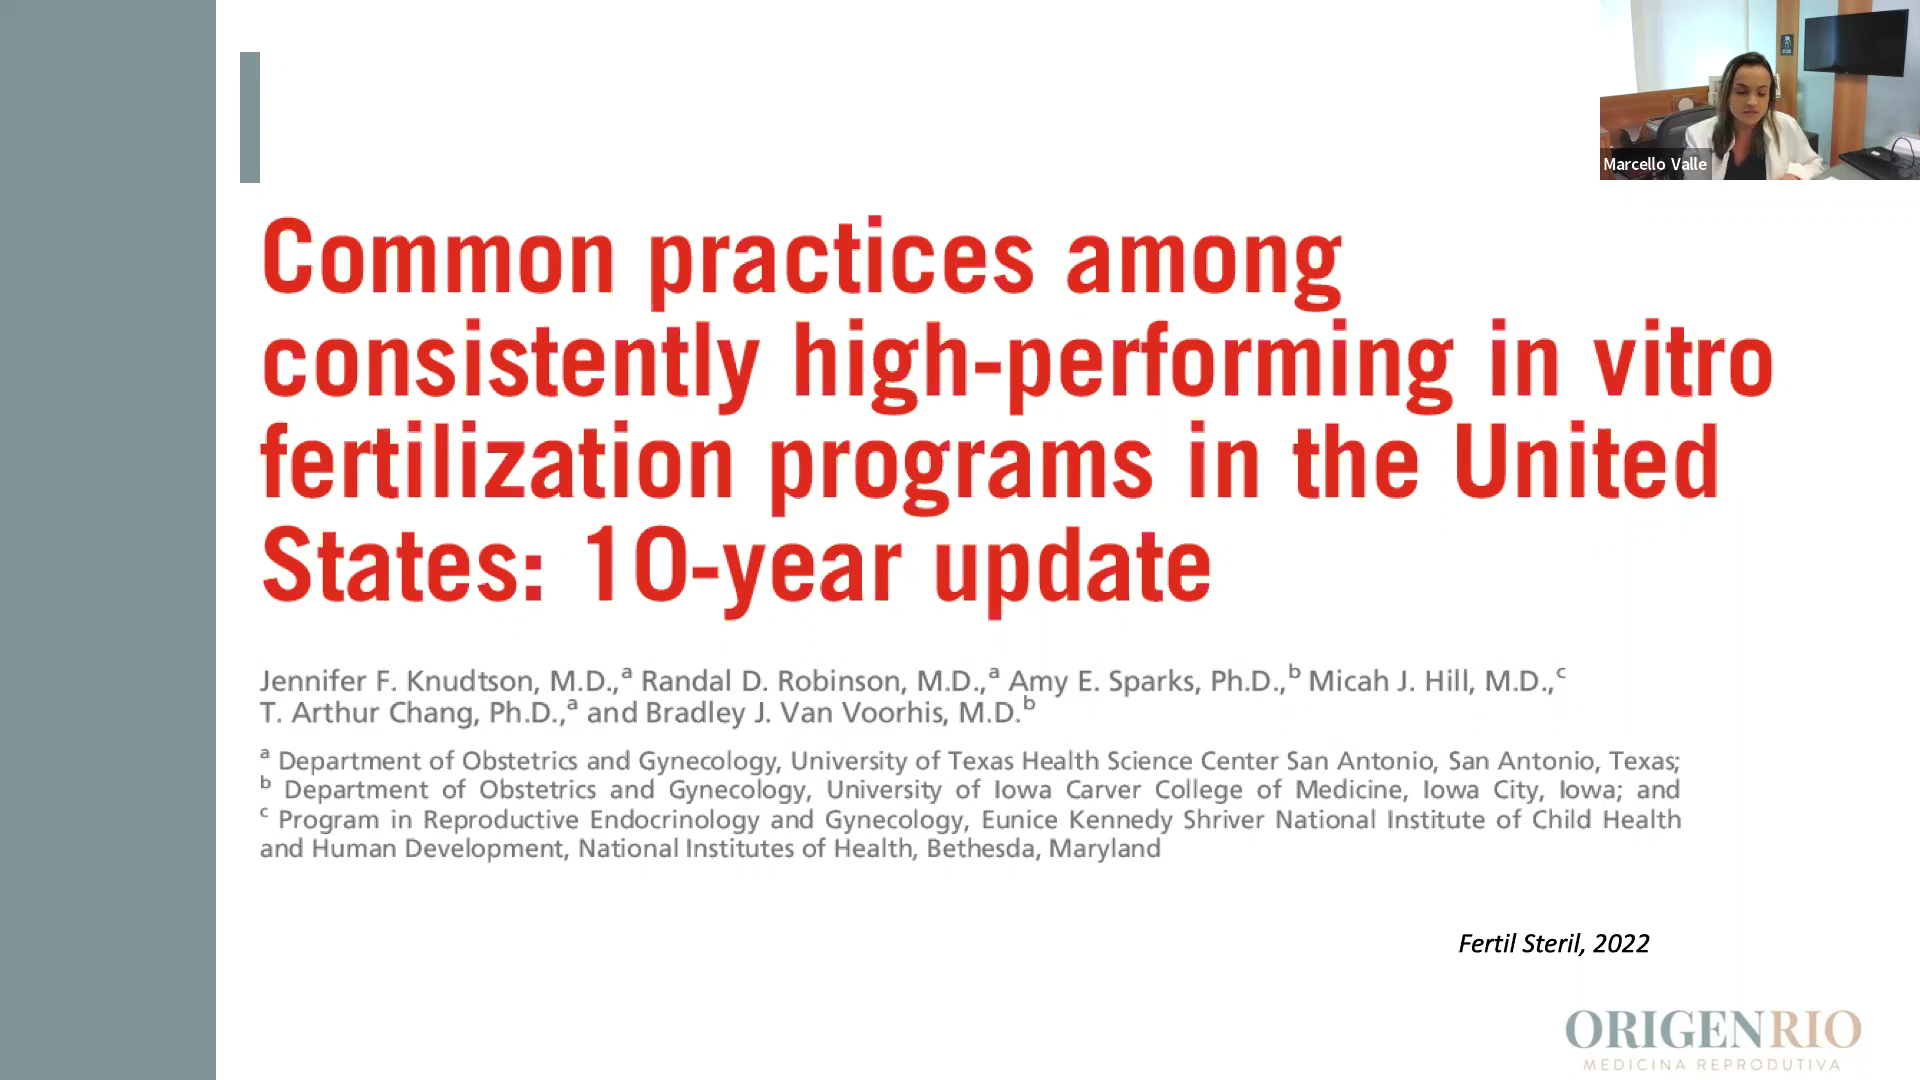 Marcello Valle
Common practices among
consistently high-performing in vitro
fertilization programs in the United
States: 10-year update
Jennifer F. Knudtson, M.D.,ᵃ Randal D. Robinson, M.D.,ᵃ Amy E. Sparks, Ph.D.,ᵇ Micah J. Hill, M.D.,ᶜ
T. Arthur Chang, Ph.D.,ᵃ and Bradley J. Van Voorhis, M.D.ᵇ
ᵃ Department of Obstetrics and Gynecology, University of Texas Health Science Center San Antonio, San Antonio, Texas;
ᵇ Department of Obstetrics and Gynecology, University of Iowa Carver College of Medicine, Iowa City, Iowa; and
ᶜ Program in Reproductive Endocrinology and Gynecology, Eunice Kennedy Shriver National Institute of Child Health
and Human Development, National Institutes of Health, Bethesda, Maryland
Fertil Steril, 2022
ORIGENRIO
MEDICINA REPRODUTIVA